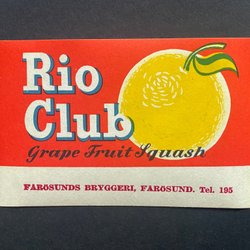 Rio
Club
Grape Fruit Squash
FARÖSUNDS BRYGGERI, FARÖSUND. Tel. 195